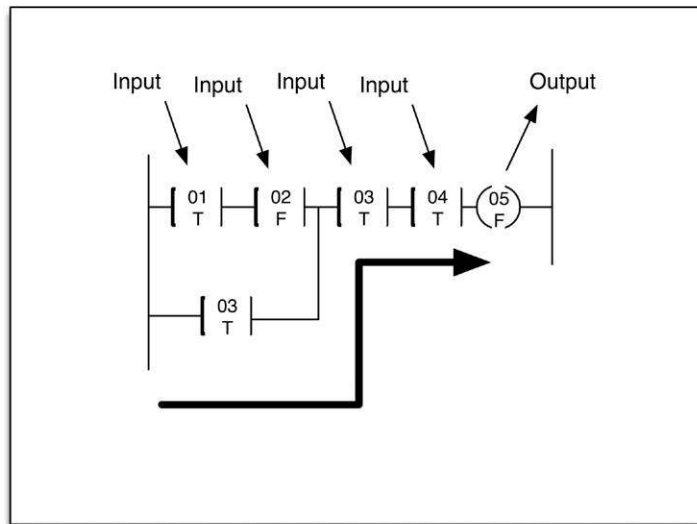 Input Input Input Input Output
01 02 03 04 05
T F T T F
03
T